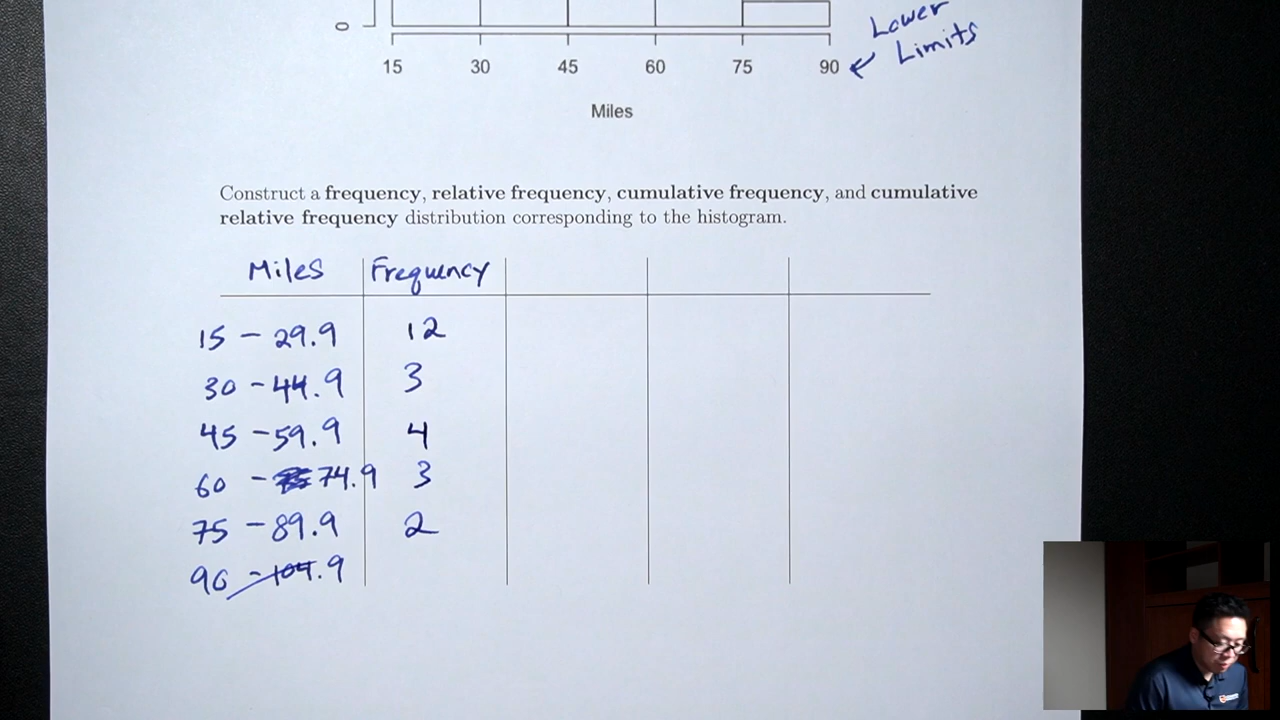 0
Lower
Limits
15 30 45 60 75 90
Miles
Construct a frequency, relative frequency, cumulative frequency, and cumulative
relative frequency distribution corresponding to the histogram.
Miles Frequency
15 - 29.9 12
30 - 44.9 3
45 - 59.9 4
60 - 74.9 3
75 - 89.9 2
90 - 104.9